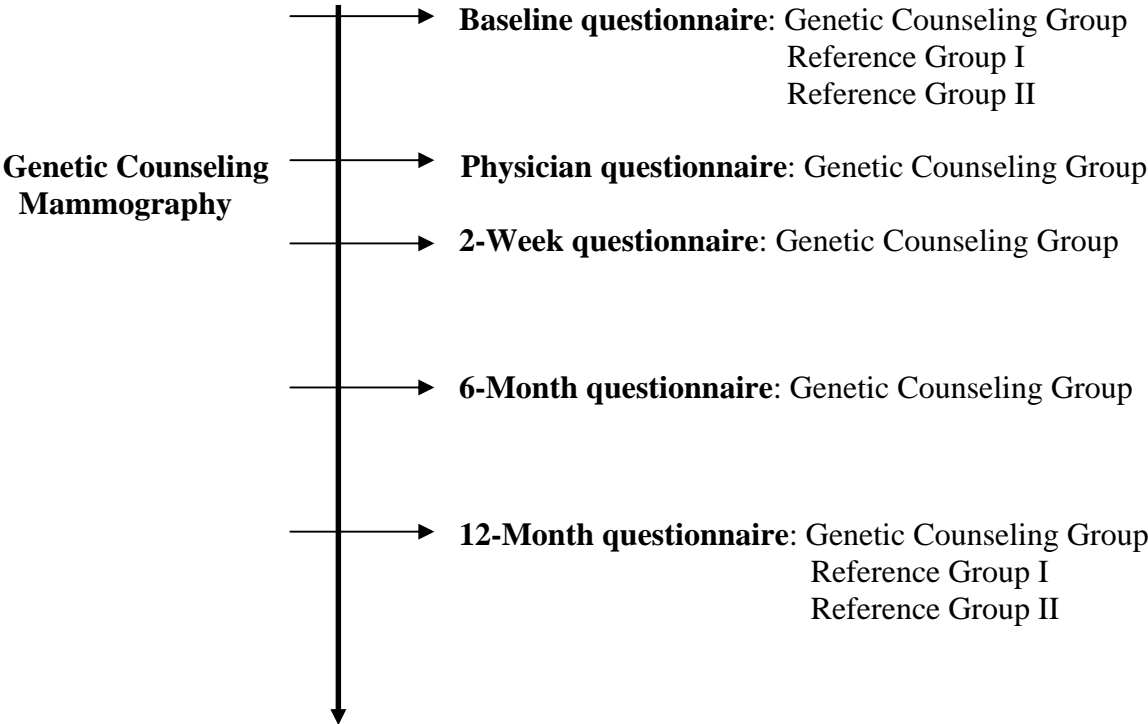 Baseline questionnaire: Genetic Counseling Group
Reference Group I
Reference Group II
Genetic Counseling
Mammography
Physician questionnaire: Genetic Counseling Group
2-Week questionnaire: Genetic Counseling Group
6-Month questionnaire: Genetic Counseling Group
12-Month questionnaire: Genetic Counseling Group
Reference Group I
Reference Group II